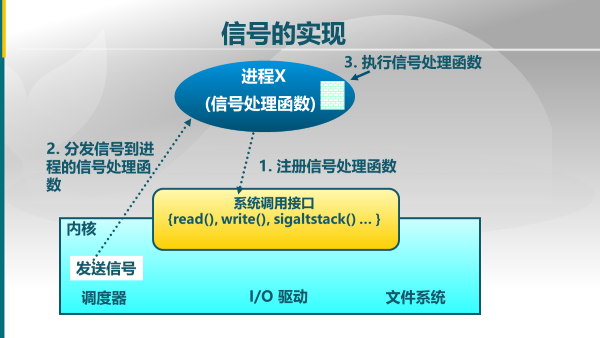 信号的实现
3. 执行信号处理函数
进程X
(信号处理函数)
2. 分发信号到进
程的信号处理函
数
1. 注册信号处理函数
系统调用接口
{read(), write(), sigaltstack() ... }
内核
发送信号
调度器
I/O 驱动
文件系统